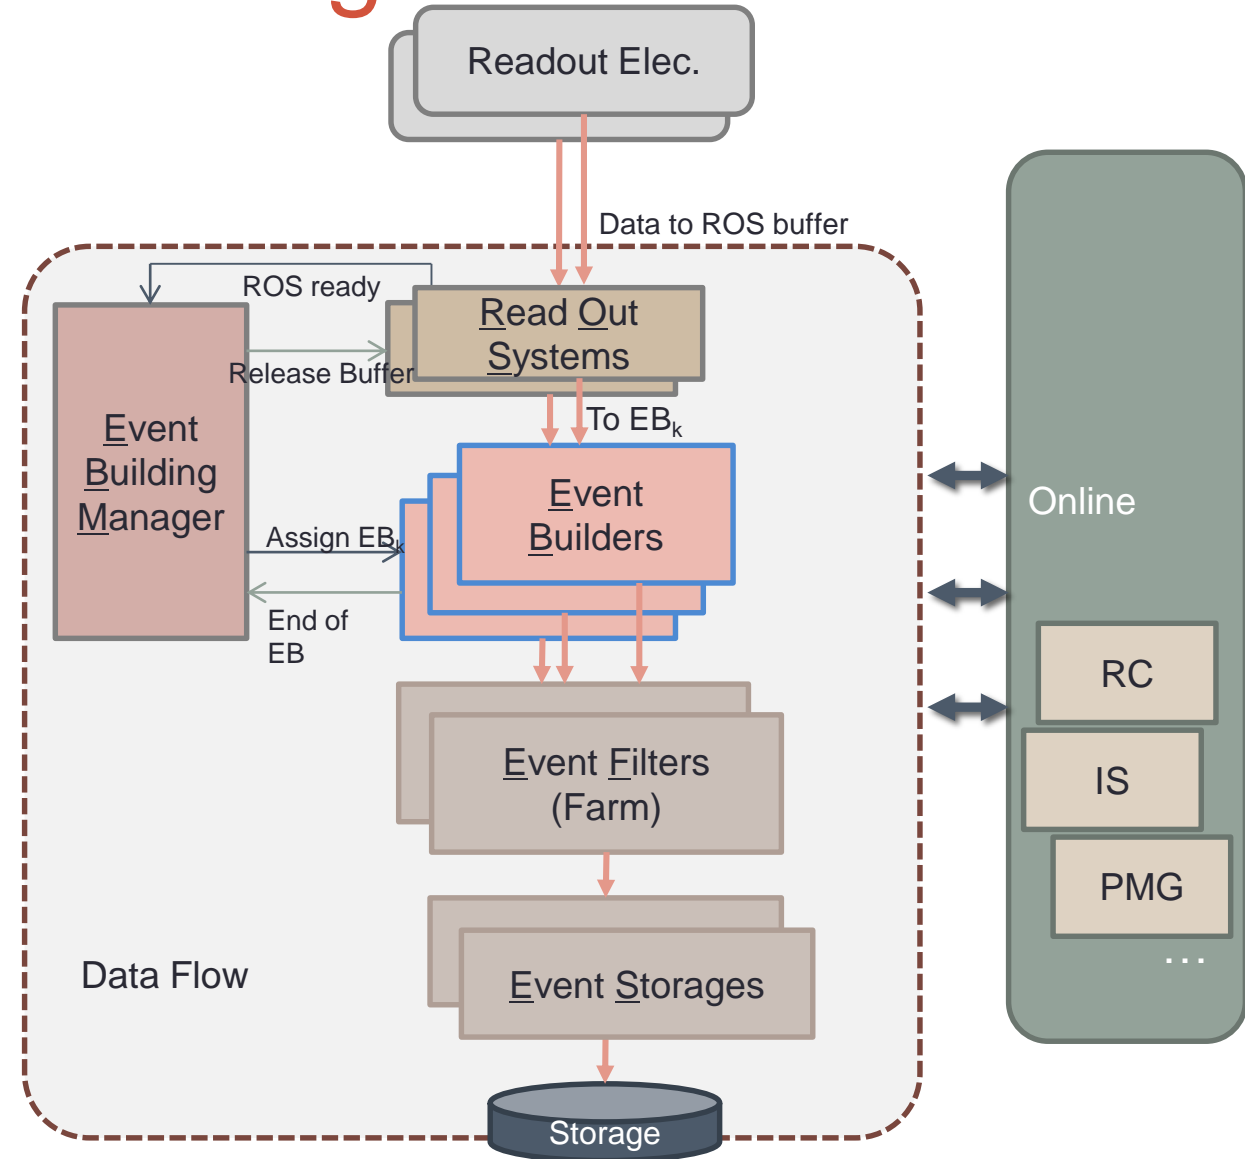 g
Readout Elec.
Data to ROS buffer
ROS ready
Read Out
Systems
Release Buffer
To EBk
Event
Building
Manager
Event
Builders
Assign EBk
End of
EB
Event Filters
(Farm)
Event Storages
Data Flow
Storage
Online
RC
IS
PMG
...